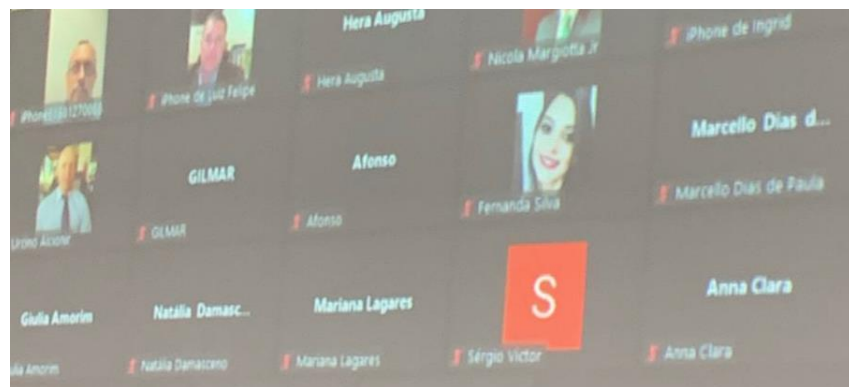 Hera Augusta
iPhone de Luiz Felipe
Hera Augusta
Nicola Margiotta Jr
iPhone de Ingrid
GILMAR
Afonso
Marcello Dias d...
GILMAR
Afonso
Fernanda Silva
Marcello Dias de Paula
Giulia Amorim
Natália Damasc...
Mariana Lagares
S
Anna Clara
Amorim
Natália Damasceno
Mariana Lagares
Sérgio Victor
Anna Clara